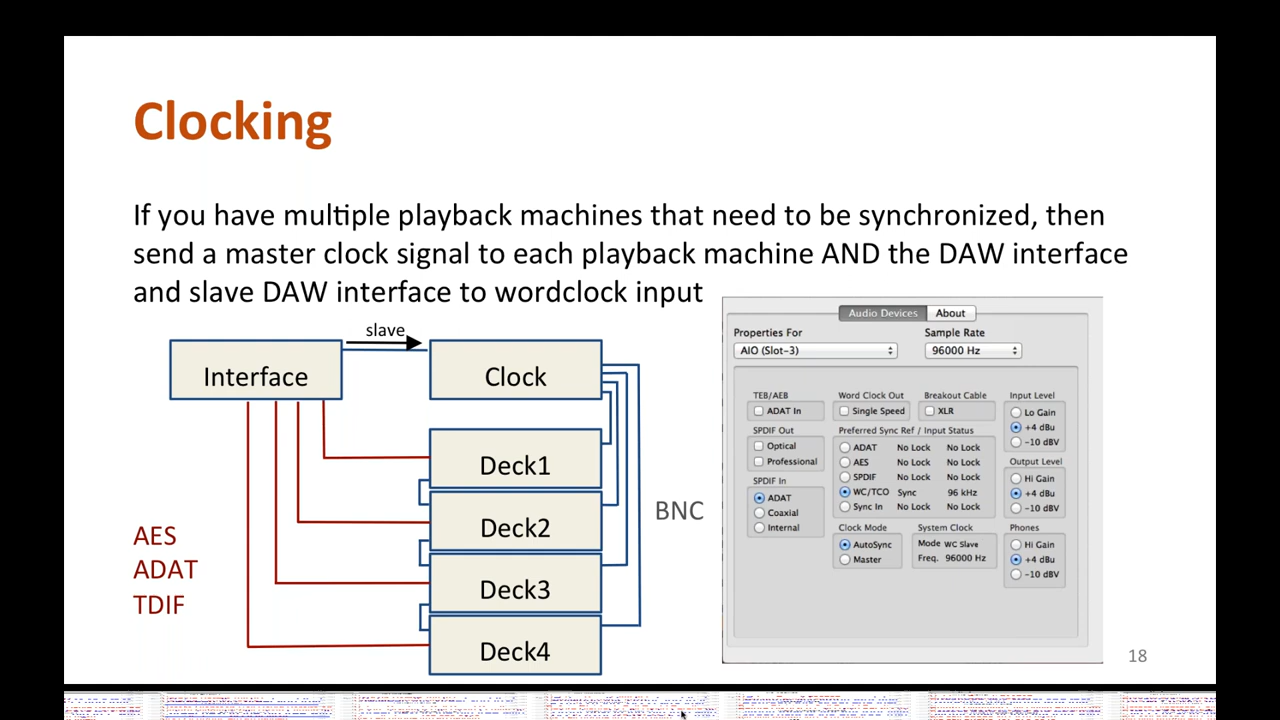 Clocking
If you have multiple playback machines that need to be synchronized, then
send a master clock signal to each playback machine AND the DAW interface
and slave DAW interface to wordclock input
slave
Interface
Clock
Deck1
Deck2
Deck3
Deck4
BNC
AES
ADAT
TDIF
Audio Devices About
Properties For Sample Rate
AIO (Slot-3) 96000 Hz
TEB/AEB
ADAT In
SPDIF Out
Optical
Professional
SPDIF In
ADAT
Coaxial
Internal
Word Clock Out
Single Speed
Breakout Cable
XLR
Preferred Sync Ref / Input Status
ADAT No Lock No Lock
AES No Lock No Lock
SPDIF No Lock No Lock
WC/TCO Sync 96 kHz
Sync In No Lock No Lock
Clock Mode
AutoSync
Master
System Clock
Mode WC Slave
Freq. 96000 Hz
Input Level
Lo Gain
+4 dBu
-10 dBV
Output Level
Hi Gain
+4 dBu
-10 dBV
Phones
Hi Gain
+4 dBu
-10 dBV
18